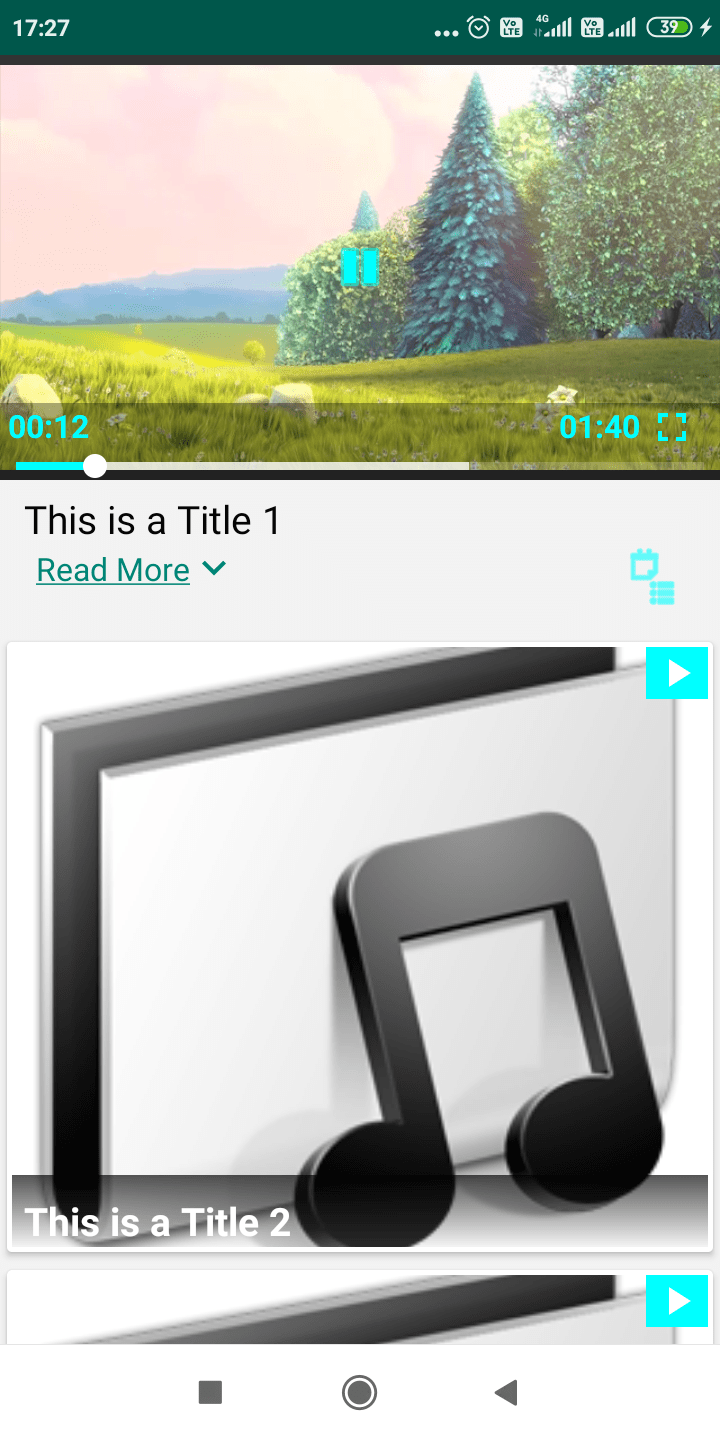 17:27
Vo LTE 4G Vo LTE 39
00:12
01:40
This is a Title 1
Read More
This is a Title 2